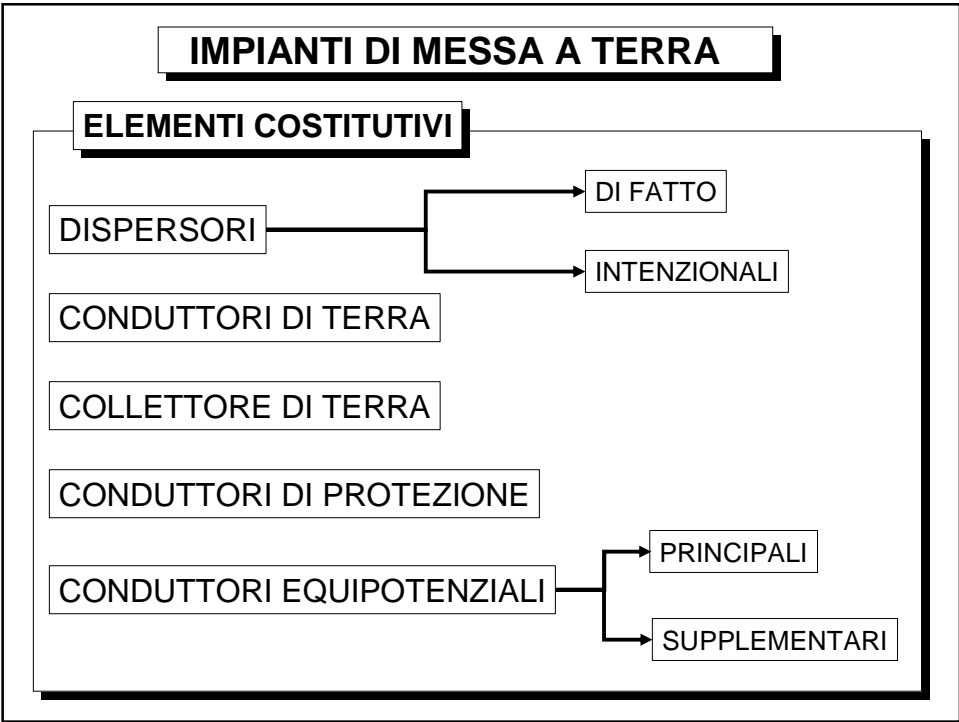 IMPIANTI DI MESSA A TERRA
ELEMENTI COSTITUTIVI
DISPERSORI
DI FATTO
INTENZIONALI
CONDUTTORI DI TERRA
COLLETTORE DI TERRA
CONDUTTORI DI PROTEZIONE
CONDUTTORI EQUIPOTENZIALI
PRINCIPALI
SUPPLEMENTARI